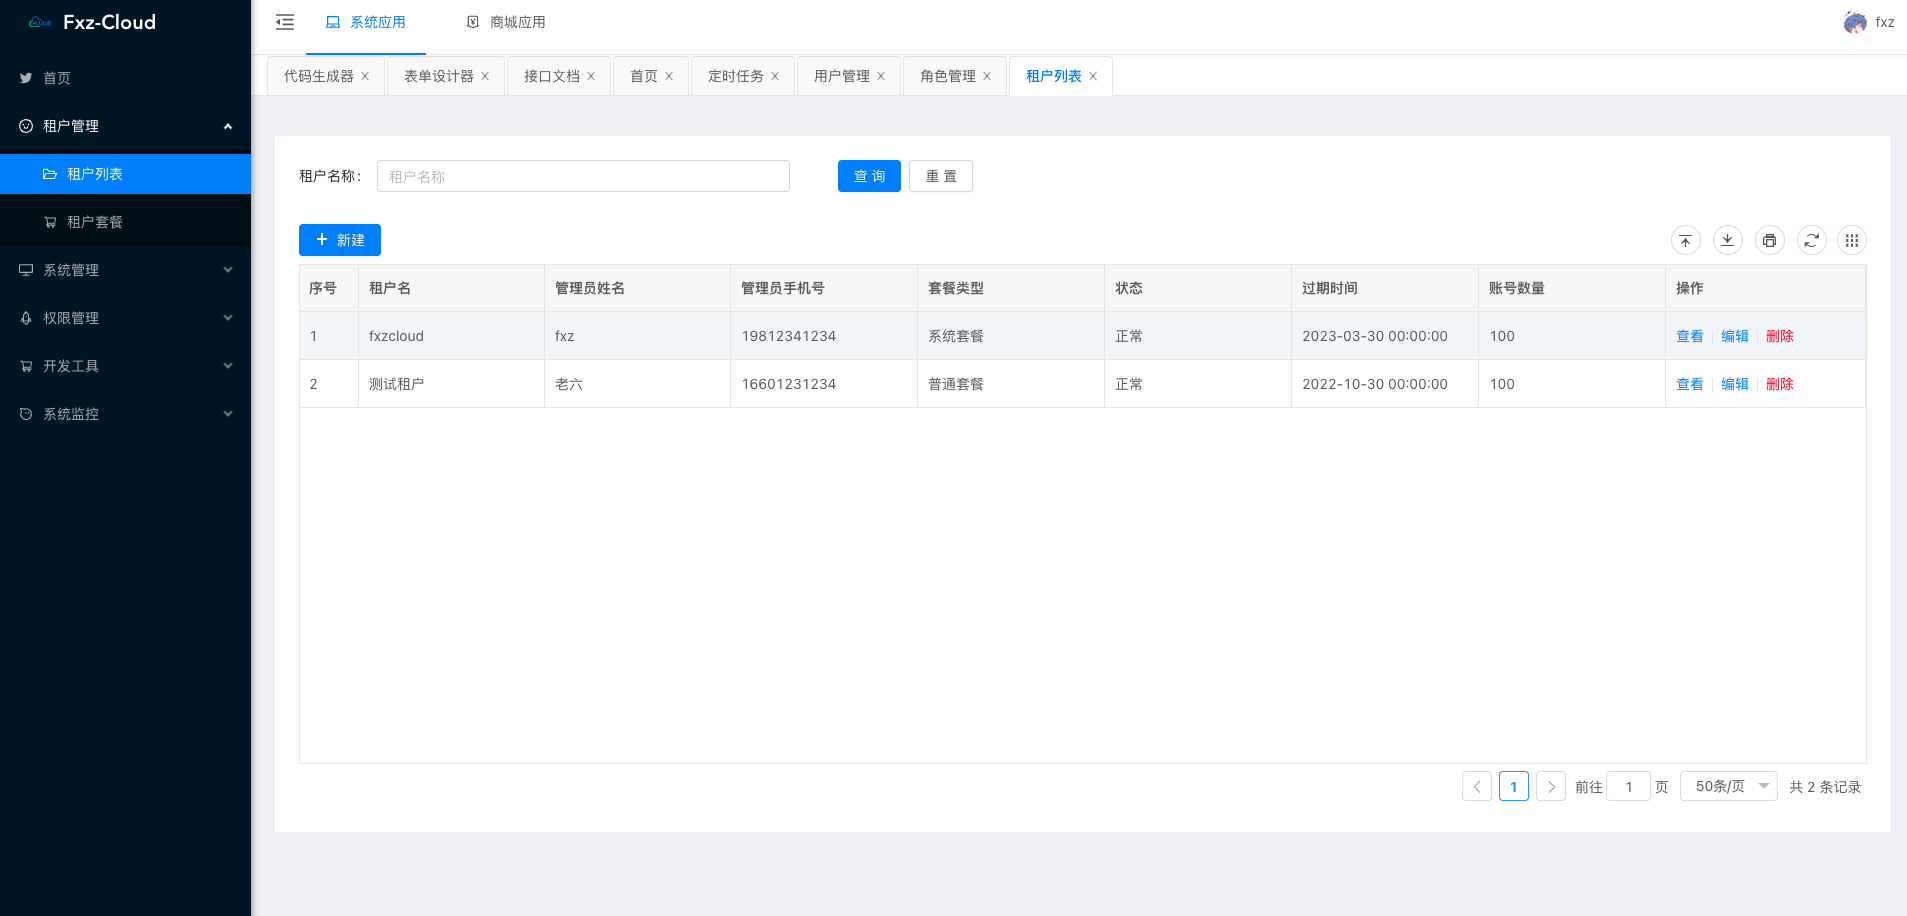 Fxz-Cloud
系统应用
商城应用
fxz
首页
租户管理
租户列表
租户套餐
系统管理
权限管理
开发工具
系统监控
代码生成器
表单设计器
接口文档
首页
定时任务
用户管理
角色管理
租户列表
租户名称：
租户名称
查 询
重 置
新建
序号 租户名 管理员姓名 管理员手机号 套餐类型 状态 过期时间 账号数量 操作
1 fxzcloud fxz 19812341234 系统套餐 正常 2023-03-30 00:00:00 100 查看 编辑 删除
2 测试租户 老六 16601231234 普通套餐 正常 2022-10-30 00:00:00 100 查看 编辑 删除
1 前往 1 页 50条/页 共 2 条记录